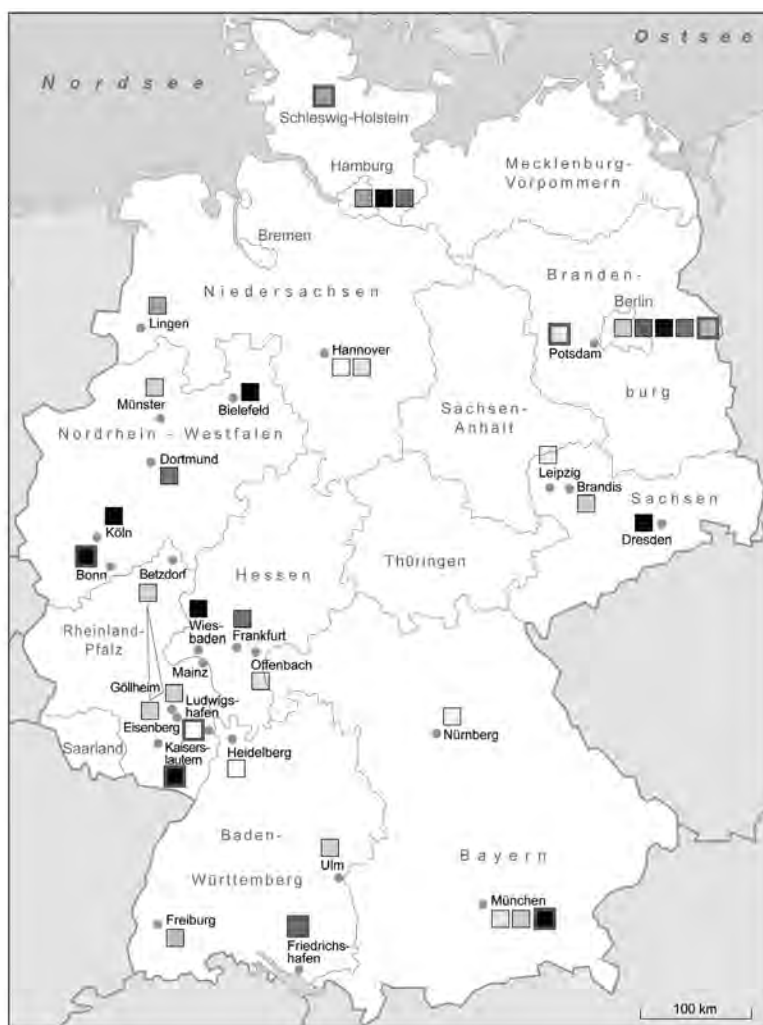 Ostsee
Nordsee
Schleswig-Holstein
Hamburg
Mecklenburg-
Vorpommern
Bremen
Branden-
Niedersachsen
Berlin
Lingen
Potsdam
Hannover
Münster
Bielefeld
burg
Sachsen-
Anhalt
Nordrhein - Westfalen
Dortmund
Leipzig
Brandis
Sachsen
Köln
Dresden
Bonn
Betzdorf
Hessen
Thüringen
Wies-
baden
Frankfurt
Rheinland-
Pfalz
Mainz
Offenbach
Göllheim
Ludwigs-
hafen
Eisenberg
Nürnberg
Saarland
Kaisers-
lautern
Heidelberg
Baden-
Württemberg
Ulm
Bayern
München
Freiburg
Friedrichs-
hafen
100 km